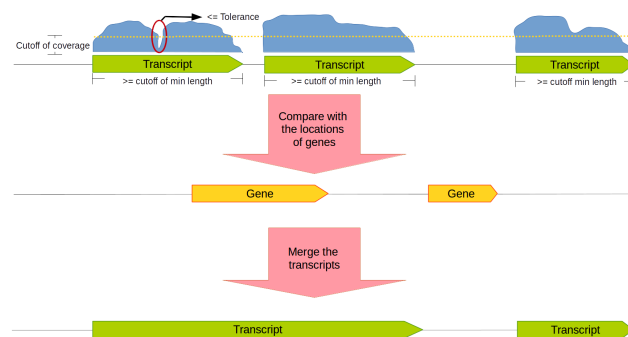 <= Tolerance
Cutoff of coverage
Transcript
Transcript
Transcript
>= cutoff of min length
>= cutoff of min length
>= cutoff of min length
Compare with
the locations
of genes
Gene
Gene
Merge the
transcripts
Transcript
Transcript